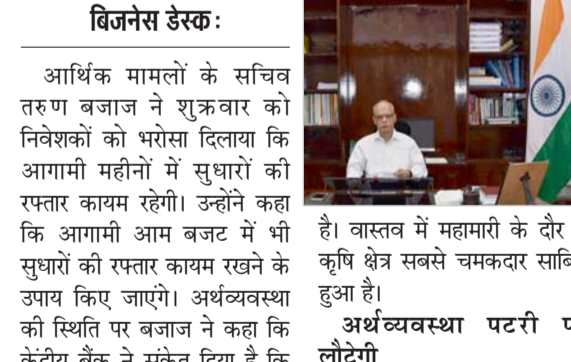 बिजनेस डेस्क:
आर्थिक मामलों के सचिव
तरुण बजाज ने शुक्रवार को
निवेशकों को भरोसा दिलाया कि
आगामी महीनों में सुधारों की
रफ्तार कायम रहेगी। उन्होंने कहा
कि आगामी आम बजट में भी
सुधारों की रफ्तार कायम रखने के
उपाय किए जाएंगे। अर्थव्यवस्था
की स्थिति पर बजाज ने कहा कि
केंद्रीय बैंक ने संकेत दिया है कि
है। वास्तव में महामारी के दौर
कृषि क्षेत्र सबसे चमकदार साबि
हुआ है।
अर्थव्यवस्था पटरी प
लौटेगी